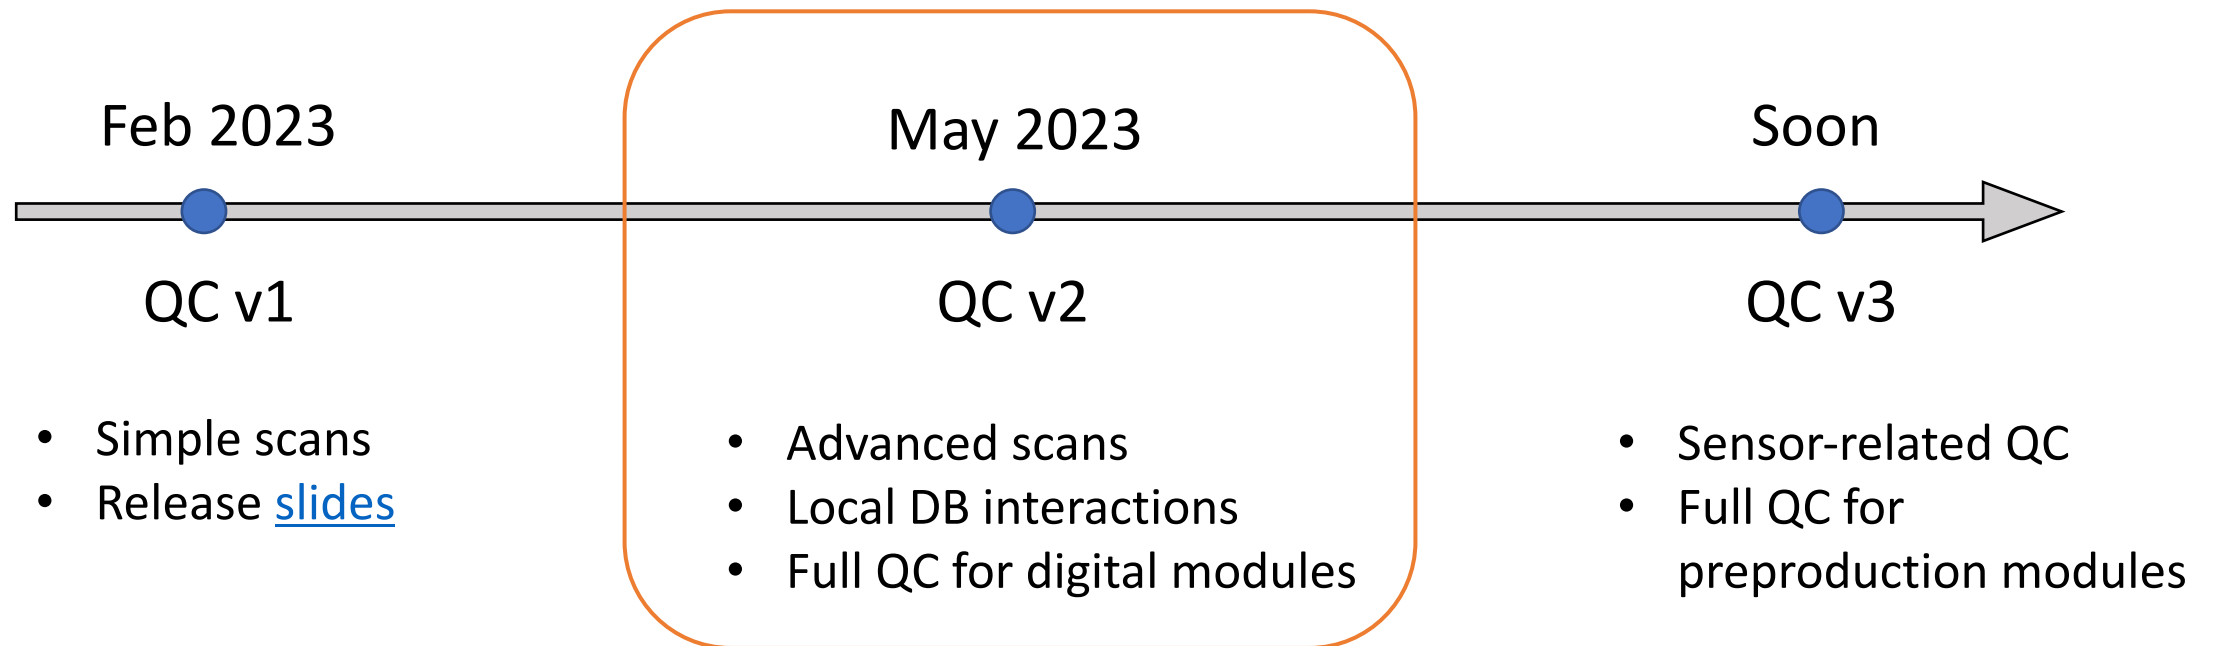 Feb 2023
May 2023
Soon
QC v1
QC v2
QC v3
• Simple scans
• Release slides
• Advanced scans
• Local DB interactions
• Full QC for digital modules
• Sensor-related QC
• Full QC for
preproduction modules